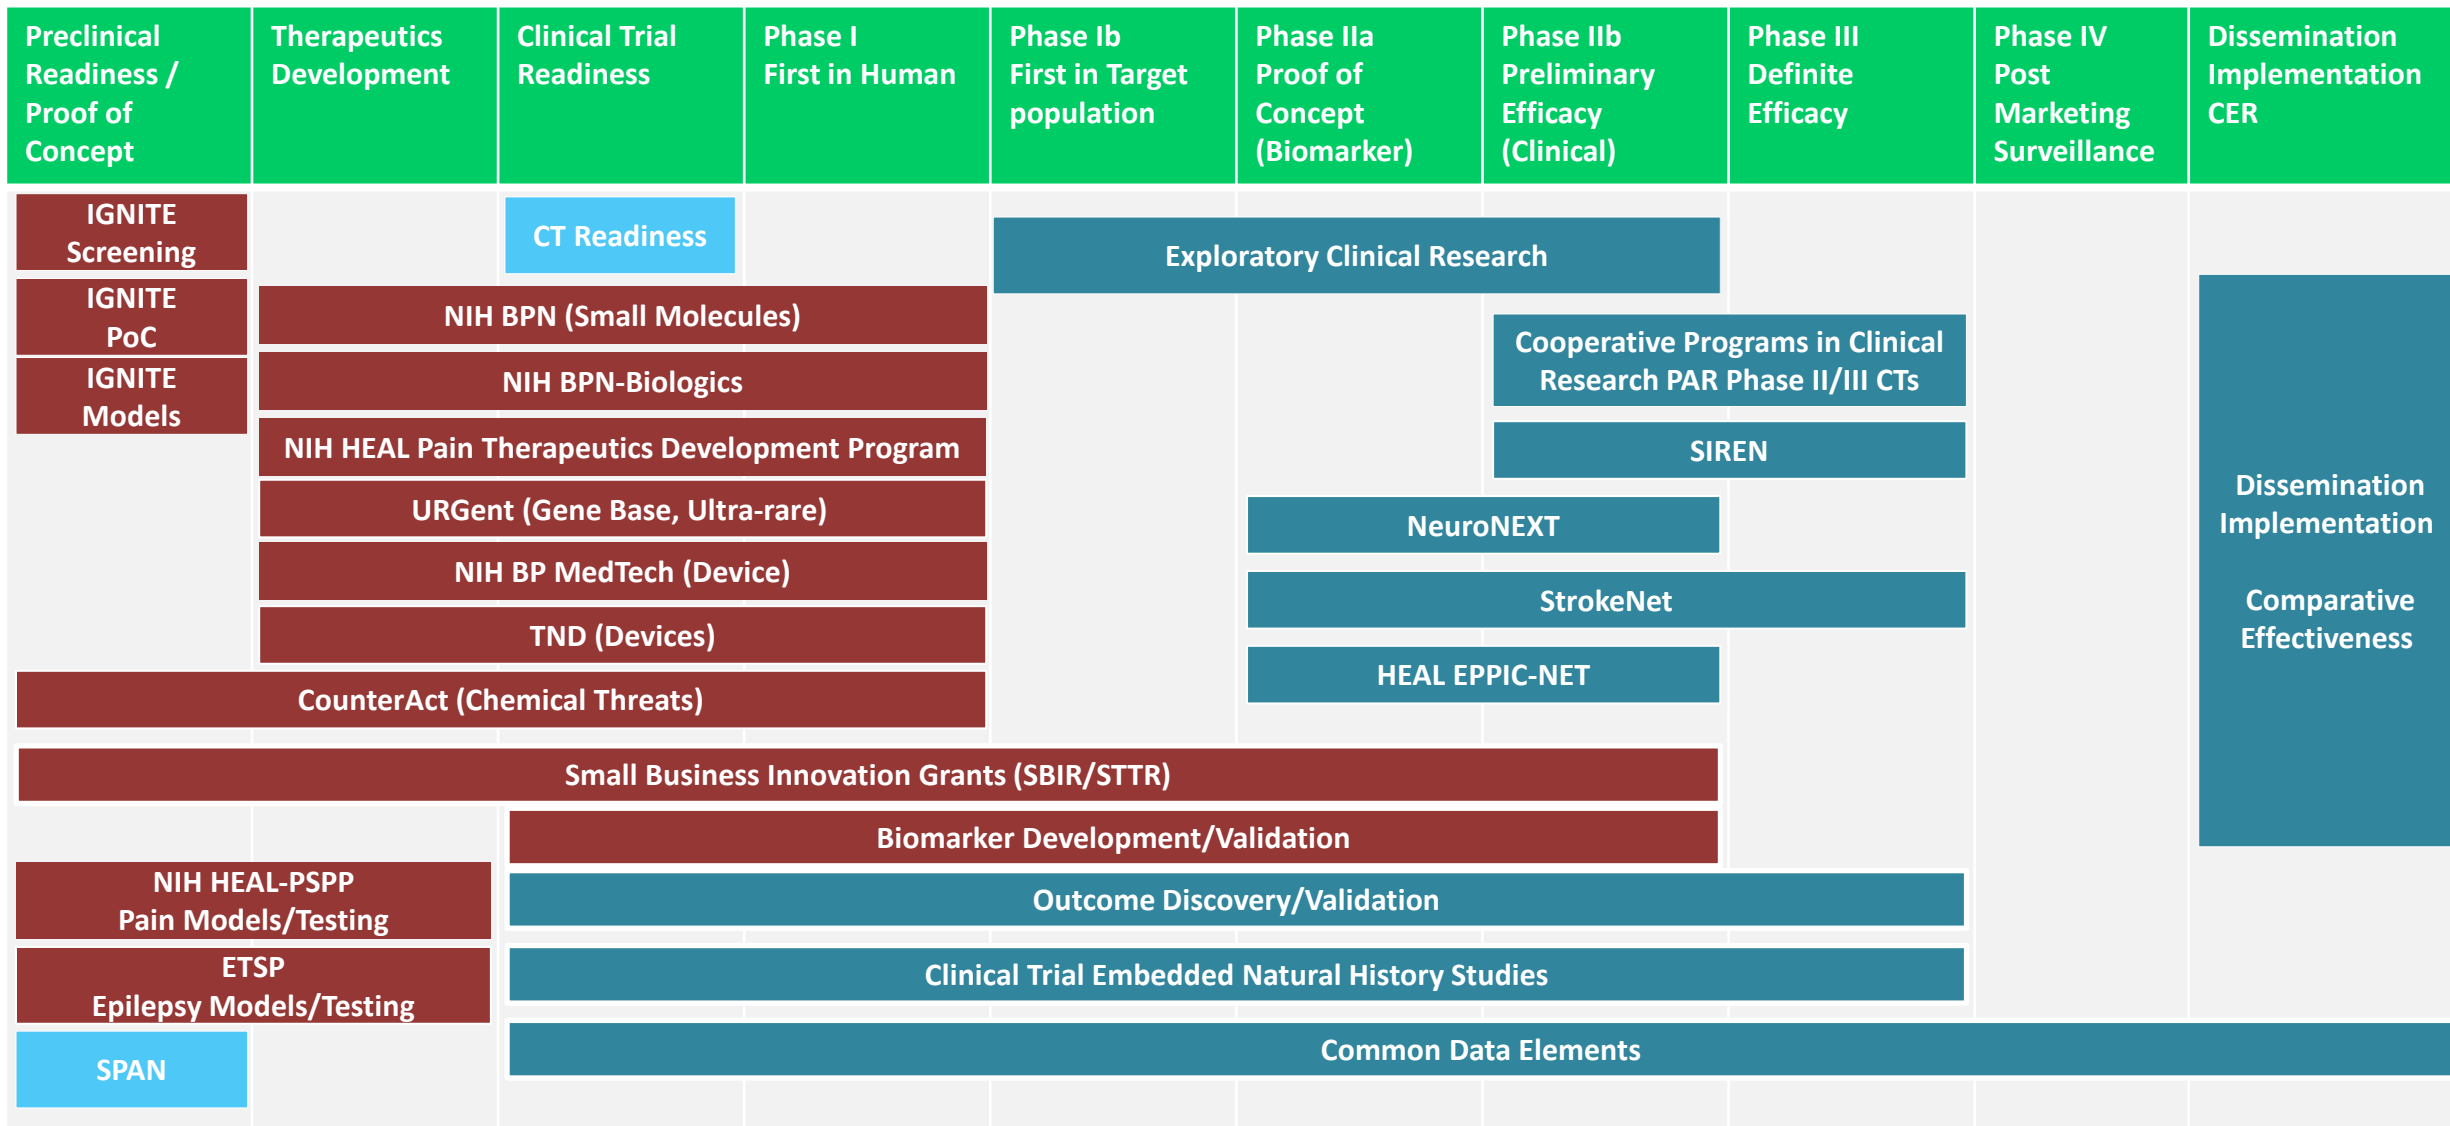 Preclinical
Readiness /
Proof of
Concept
Therapeutics
Development
Clinical Trial
Readiness
Phase I
First in Human
Phase Ib
First in Target
population
Phase IIa
Proof of
Concept
(Biomarker)
Phase IIb
Preliminary
Efficacy
(Clinical)
Phase III
Definite
Efficacy
Phase IV
Post
Marketing
Surveillance
Dissemination
Implementation
CER
IGNITE
Screening
CT Readiness
Exploratory Clinical Research
IGNITE
PoC
NIH BPN (Small Molecules)
Cooperative Programs in Clinical
Research PAR Phase II/III CTs
IGNITE
Models
NIH BPN-Biologics
NIH HEAL Pain Therapeutics Development Program
SIREN
URGent (Gene Base, Ultra-rare)
NeuroNEXT
Dissemination
Implementation
Comparative
Effectiveness
NIH BP MedTech (Device)
StrokeNet
TND (Devices)
HEAL EPPIC-NET
CounterAct (Chemical Threats)
Small Business Innovation Grants (SBIR/STTR)
Biomarker Development/Validation
NIH HEAL-PSPP
Pain Models/Testing
Outcome Discovery/Validation
ETSP
Epilepsy Models/Testing
Clinical Trial Embedded Natural History Studies
SPAN
Common Data Elements